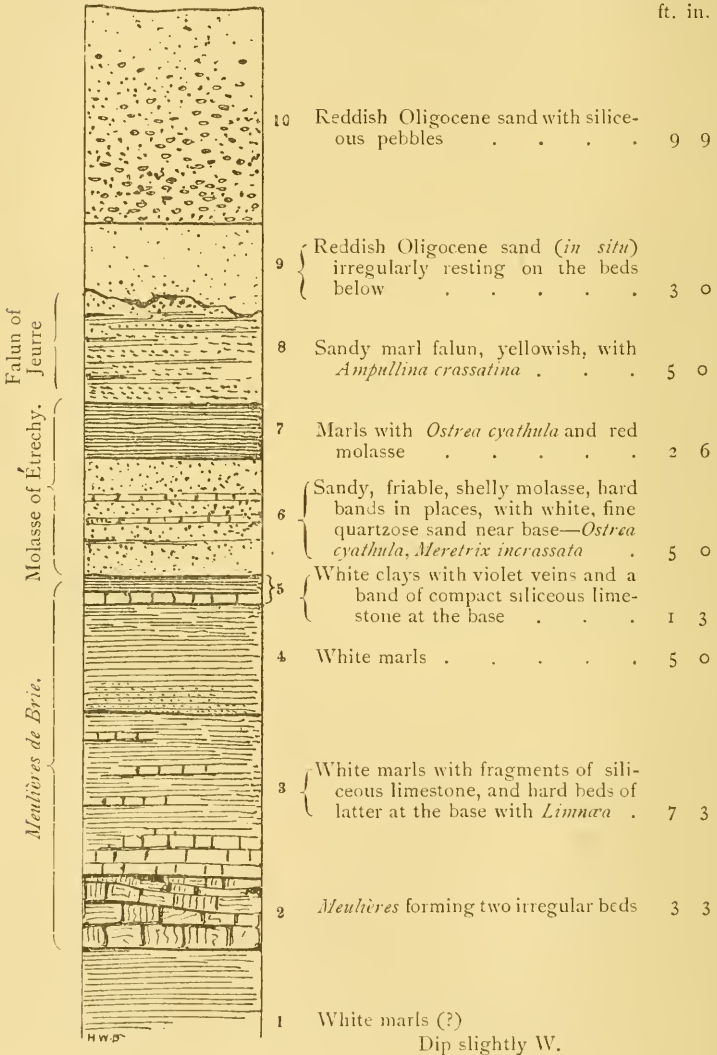 ft. in.
10 Reddish Oligocene sand with silice-
ous pebbles . . . . 9 9
9 Reddish Oligocene sand (in situ)
irregularly resting on the beds
below . . . . . 3 0
Falun of
Jeurre
8 Sandy marl falun, yellowish, with
Ampullina crassatina . . . 5 0
Molasse of Étrechy.
7 Marls with Ostrea cyathula and red
molasse . . . . . 2 6
6 Sandy, friable, shelly molasse, hard
bands in places, with white, fine
quartzose sand near base—Ostrea
cyathula, Meretrix incrassata . 5 0
5 White clays with violet veins and a
band of compact siliceous lime-
stone at the base . . . 1 3
Meulières de Brie.
4 White marls . . . . . 5 0
3 White marls with fragments of sili-
ceous limestone, and hard beds of
latter at the base with Limnæa . 7 3
2 Meulières forming two irregular beds 3 3
1 White marls (?)
Dip slightly W.
H W B